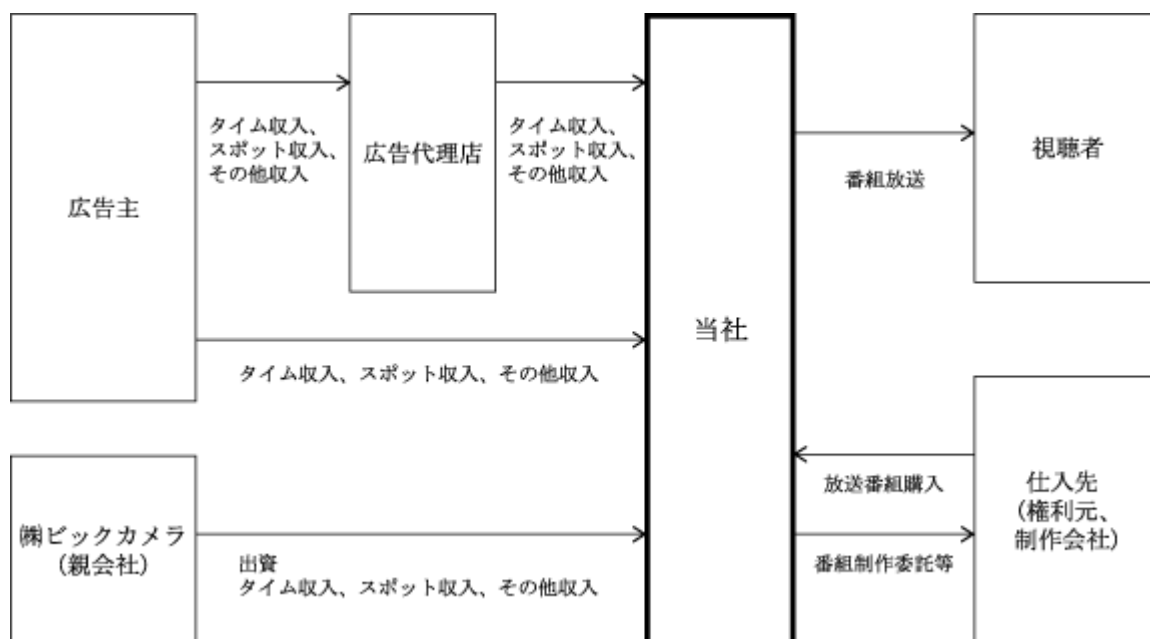 広告主
タイム収入、
スポット収入、
その他収入
広告代理店
タイム収入、
スポット収入、
その他収入
当社
番組放送
視聴者
タイム収入、スポット収入、その他収入
㈱ビックカメラ
(親会社)
出資
タイム収入、スポット収入、その他収入
放送番組購入
番組制作委託等
仕入先
(権利元、
制作会社)